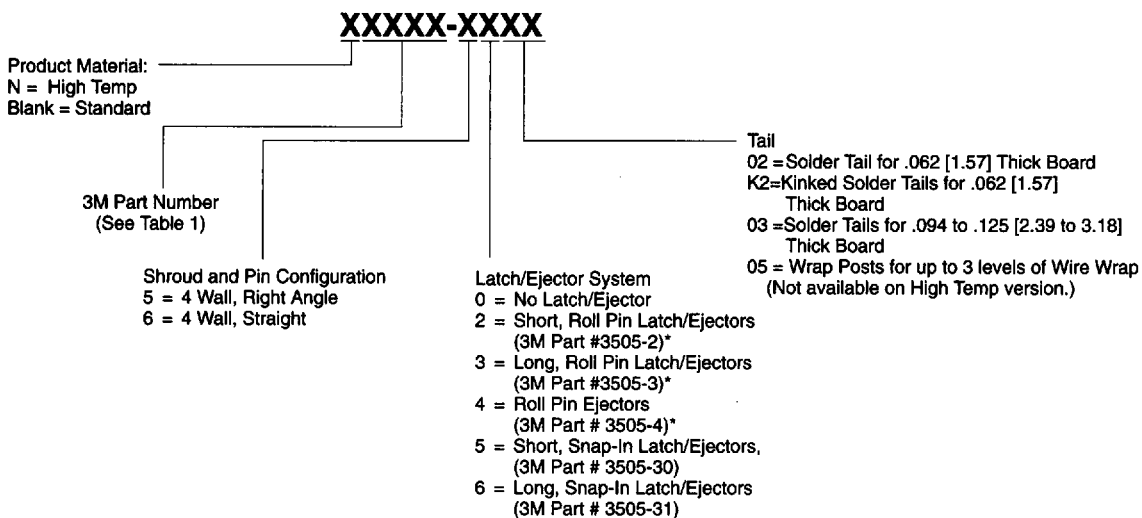 XXXXX-XXXX
Product Material:
N = High Temp
Blank = Standard
3M Part Number
(See Table 1)
Shroud and Pin Configuration
5 = 4 Wall, Right Angle
6 = 4 Wall, Straight
Latch/Ejector System
0 = No Latch/Ejector
2 = Short, Roll Pin Latch/Ejectors
(3M Part #3505-2)*
3 = Long, Roll Pin Latch/Ejectors
(3M Part #3505-3)*
4 = Roll Pin Ejectors
(3M Part # 3505-4)*
5 = Short, Snap-In Latch/Ejectors,
(3M Part # 3505-30)
6 = Long, Snap-In Latch/Ejectors
(3M Part # 3505-31)
Tail
02 =Solder Tail for .062 [1.57] Thick Board
K2=Kinked Solder Tails for .062 [1.57]
Thick Board
03 =Solder Tails for .094 to .125 [2.39 to 3.18]
Thick Board
05 = Wrap Posts for up to 3 levels of Wire Wrap
(Not available on High Temp version.)